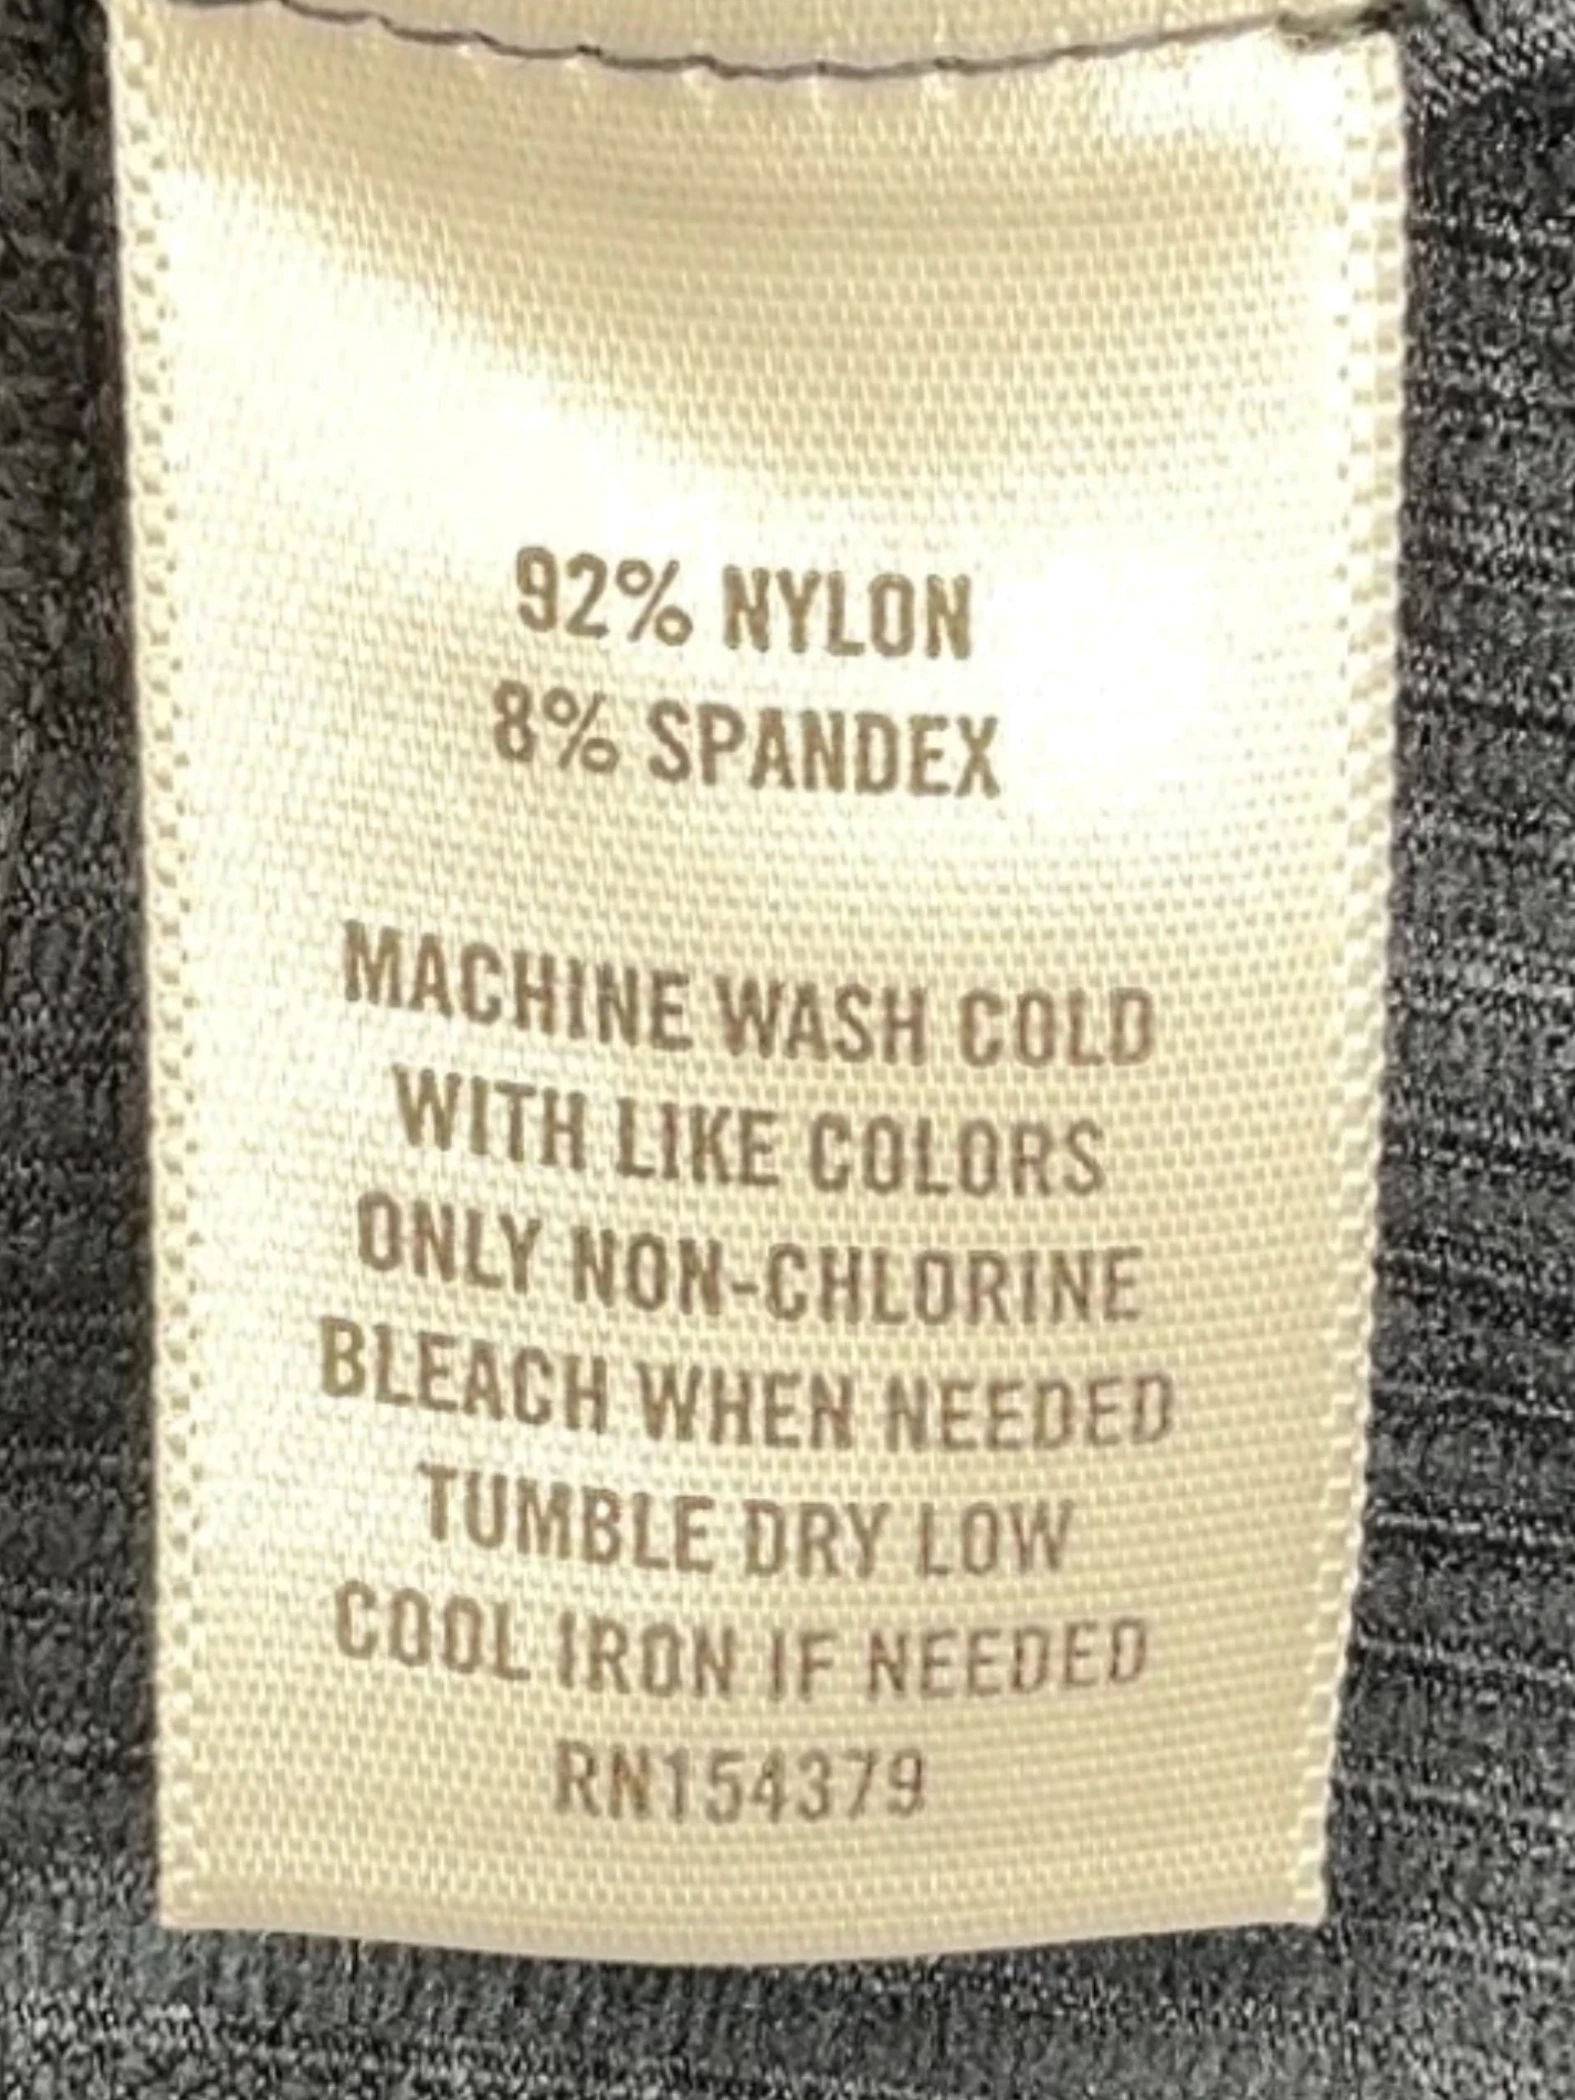 92% NYLON
8% SPANDEX
MACHINE WASH COLD
WITH LIKE COLORS
ONLY NON-CHLORINE
BLEACH WHEN NEEDED
TUMBLE DRY LOW
COOL IRON IF NEEDED
RN154379